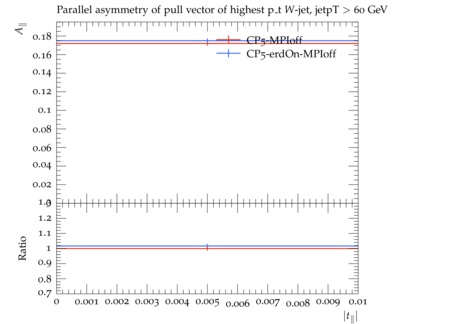 Parallel asymmetry of pull vector of highest p_t W-jet, jetpT > 60 GeV
A∥
0.18
CP5-MPIoff
0.16
CP5-erdOn-MPIoff
0.14
0.12
0.1
0.08
0.06
0.04
0.02
0
1.3
1.2
1.1
1
0.9
0.8
0.7
Ratio
0 0.001 0.002 0.003 0.004 0.005 0.006 0.007 0.008 0.009 0.01
|t∥|